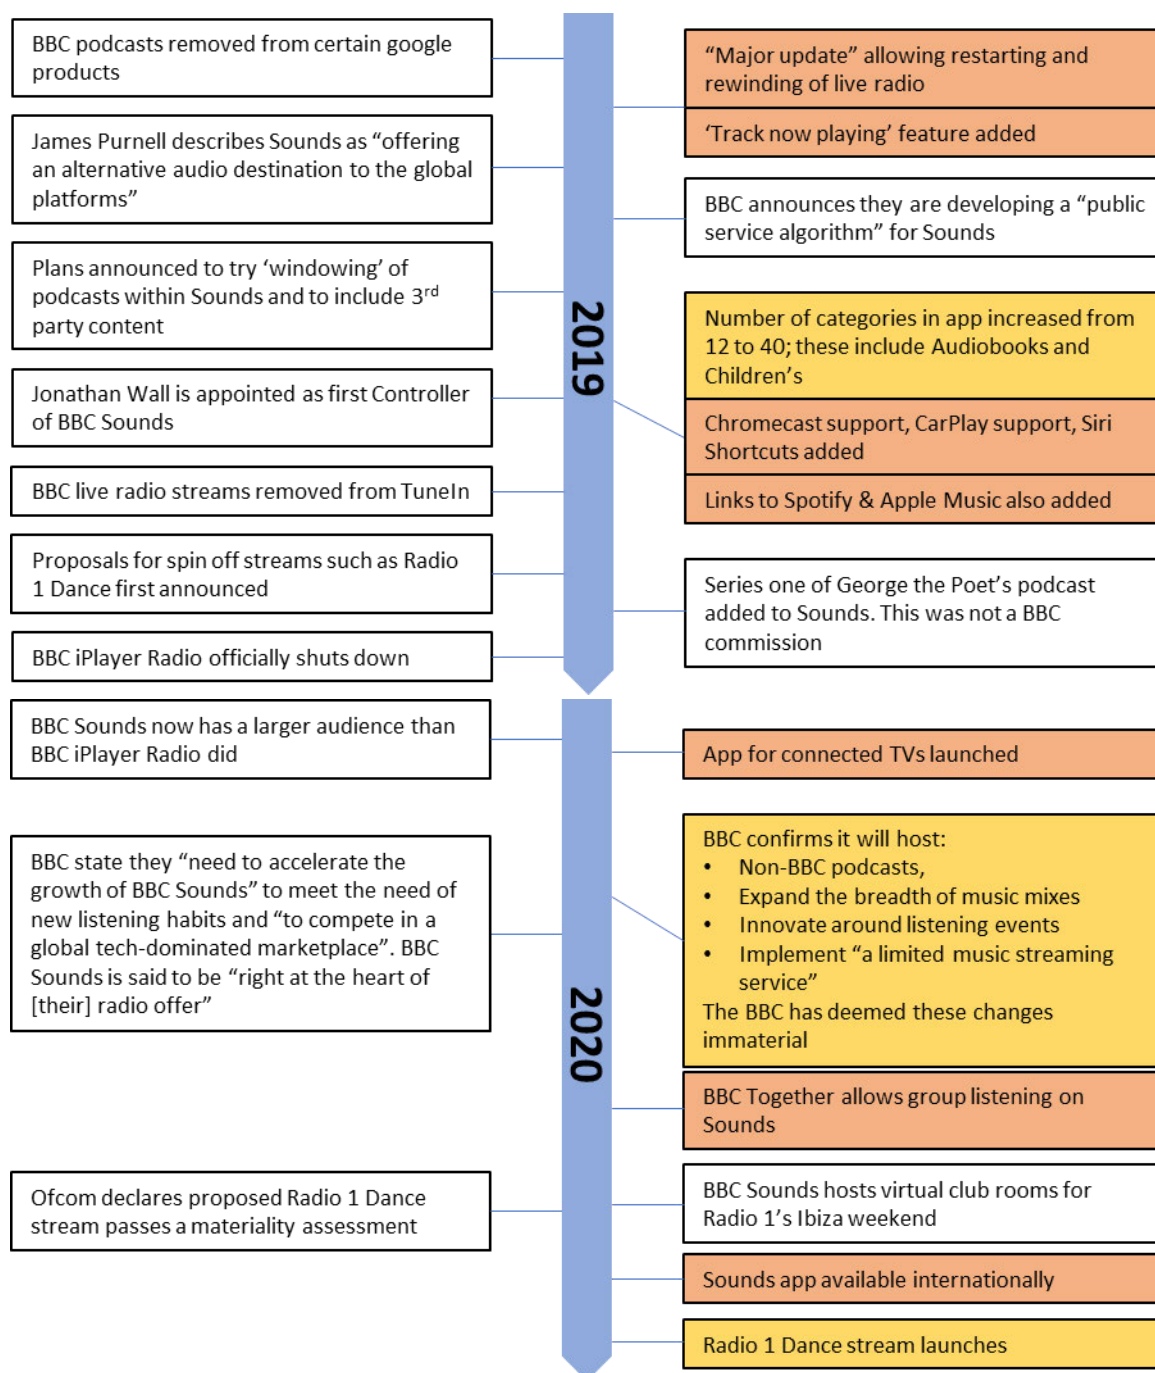 BBC podcasts removed from certain google
products
“Major update” allowing restarting and
rewinding of live radio
‘Track now playing’ feature added
James Purnell describes Sounds as “offering
an alternative audio destination to the global
platforms”
BBC announces they are developing a “public
service algorithm” for Sounds
Plans announced to try ‘windowing’ of
podcasts within Sounds and to include 3rd
party content
2019
Number of categories in app increased from
12 to 40; these include Audiobooks and
Children’s
Chromecast support, CarPlay support, Siri
Shortcuts added
Links to Spotify & Apple Music also added
Jonathan Wall is appointed as first Controller
of BBC Sounds
BBC live radio streams removed from TuneIn
Proposals for spin off streams such as Radio
1 Dance first announced
Series one of George the Poet’s podcast
added to Sounds. This was not a BBC
commission
BBC iPlayer Radio officially shuts down
BBC Sounds now has a larger audience than
BBC iPlayer Radio did
App for connected TVs launched
BBC state they “need to accelerate the
growth of BBC Sounds” to meet the need of
new listening habits and “to compete in a
global tech-dominated marketplace”. BBC
Sounds is said to be “right at the heart of
[their] radio offer”
2020
BBC confirms it will host:
• Non-BBC podcasts,
• Expand the breadth of music mixes
• Innovate around listening events
• Implement “a limited music streaming
service”
The BBC has deemed these changes
immaterial
BBC Together allows group listening on
Sounds
Ofcom declares proposed Radio 1 Dance
stream passes a materiality assessment
BBC Sounds hosts virtual club rooms for
Radio 1’s Ibiza weekend
Sounds app available internationally
Radio 1 Dance stream launches